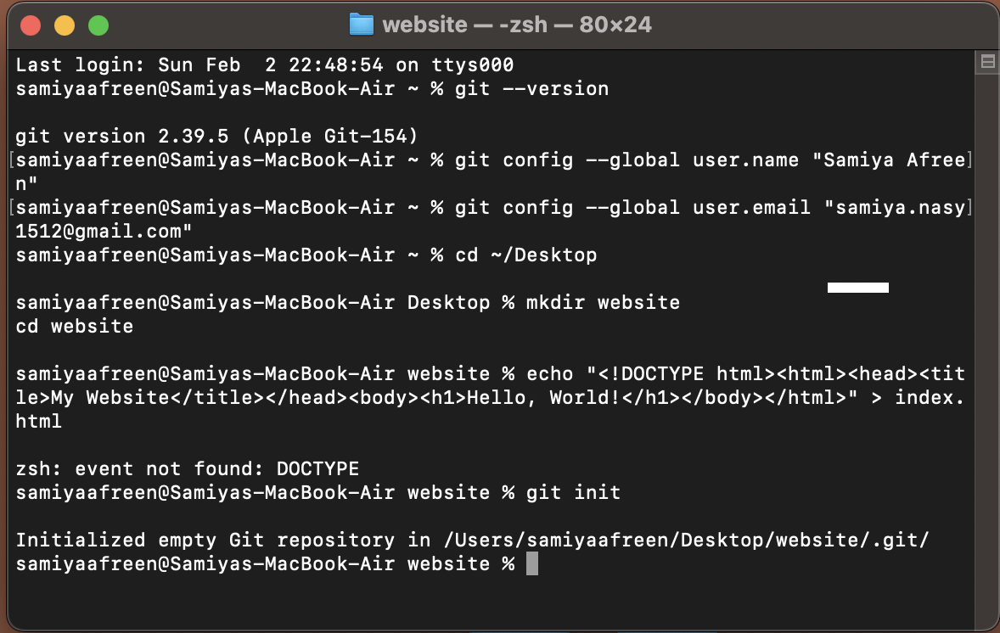 website — -zsh — 80×24
Last login: Sun Feb  2 22:48:54 on ttys000
samiyaafreen@Samiyas-MacBook-Air ~ % git --version
git version 2.39.5 (Apple Git-154)
[samiyaafreen@Samiyas-MacBook-Air ~ % git config --global user.name "Samiya Afree]
n"
[samiyaafreen@Samiyas-MacBook-Air ~ % git config --global user.email "samiya.nasy]
1512@gmail.com"
samiyaafreen@Samiyas-MacBook-Air ~ % cd ~/Desktop
samiyaafreen@Samiyas-MacBook-Air Desktop % mkdir website
cd website
samiyaafreen@Samiyas-MacBook-Air website % echo "<!DOCTYPE html><html><head><tit
le>My Website</title></head><body><h1>Hello, World!</h1></body></html>" > index.
html
zsh: event not found: DOCTYPE
samiyaafreen@Samiyas-MacBook-Air website % git init
Initialized empty Git repository in /Users/samiyaafreen/Desktop/website/.git/
samiyaafreen@Samiyas-MacBook-Air website %